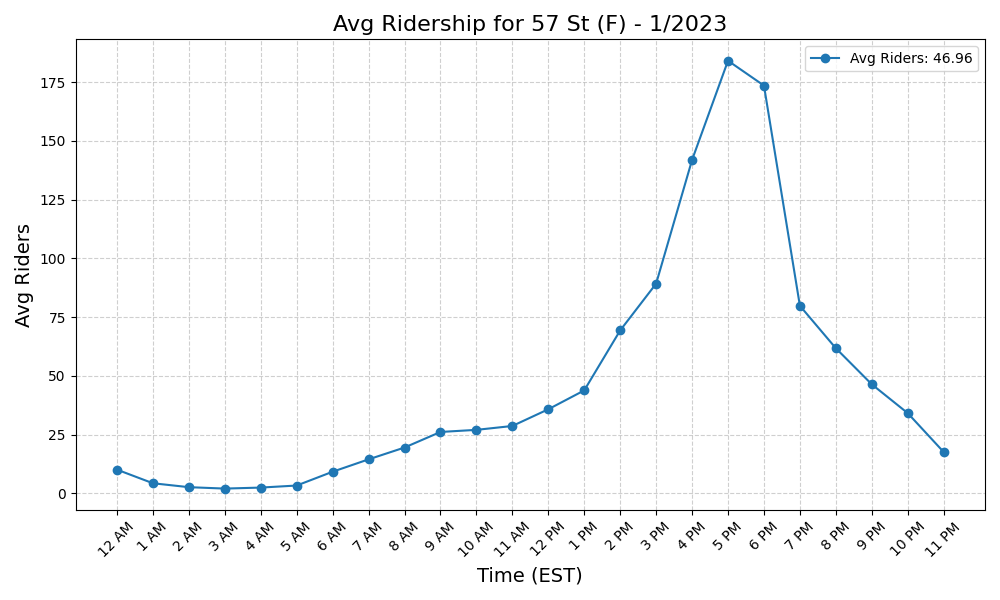 Avg Ridership for 57 St (F) - 1/2023
Avg Riders: 46.96
175
150
125
100
75
50
25
0
Avg Riders
12 AM
1 AM
2 AM
3 AM
4 AM
5 AM
6 AM
7 AM
8 AM
9 AM
10 AM
11 AM
12 PM
1 PM
2 PM
3 PM
4 PM
5 PM
6 PM
7 PM
8 PM
9 PM
10 PM
11 PM
Time (EST)